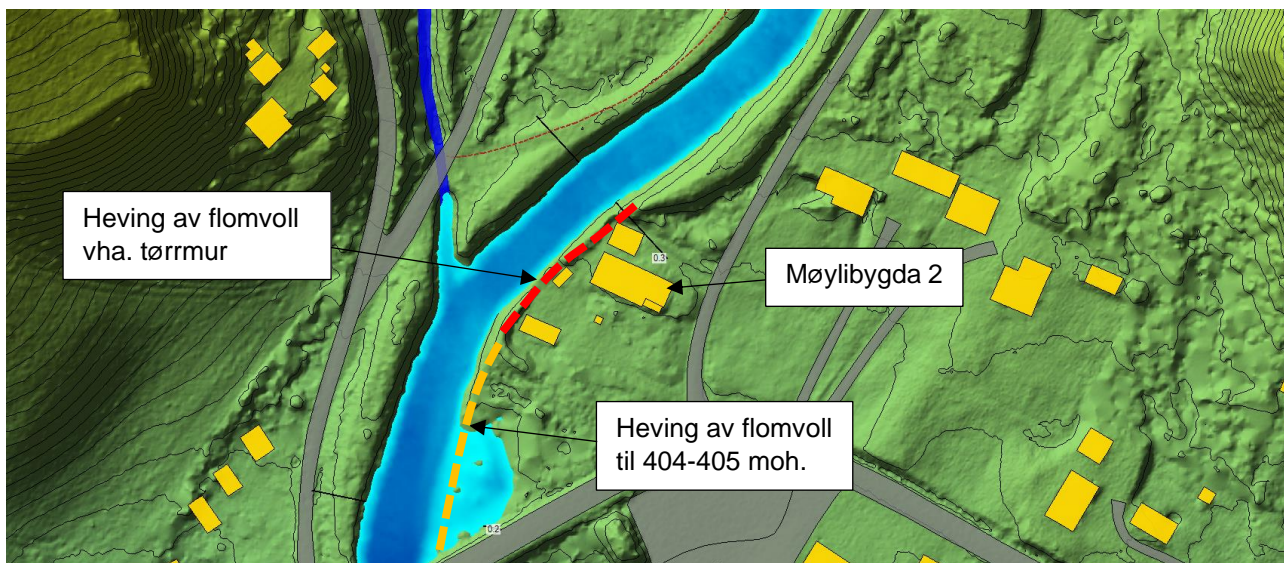 Heving av flomvoll
vha. tørrmur
0.3
Møylibygda 2
Heving av flomvoll
til 404-405 moh.
0.2